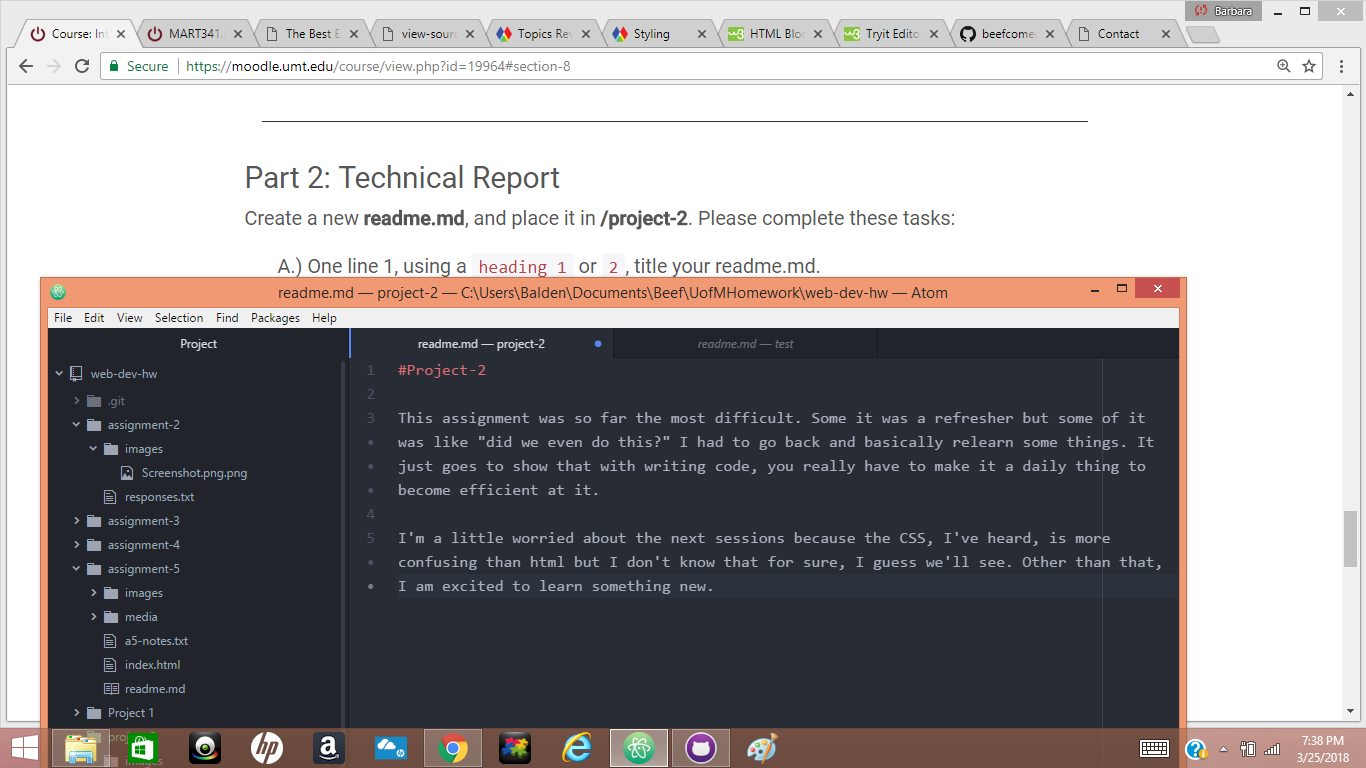 Barbara
Course: Int
MART341.
The Best E
view-sourc
Topics Rev
Styling
HTML Bloc
Tryit Edito
beefcomed
Contact
Secure
https://moodle.umt.edu/course/view.php?id=19964#section-8
Part 2: Technical Report
Create a new readme.md, and place it in /project-2. Please complete these tasks:
A.) One line 1, using a heading 1 or 2 , title your readme.md.
readme.md — project-2 — C:\Users\Balden\Documents\Beef\UofMHomework\web-dev-hw — Atom
File Edit View Selection Find Packages Help
Project
readme.md — project-2
readme.md — test
web-dev-hw
.git
assignment-2
images
Screenshot.png.png
responses.txt
assignment-3
assignment-4
assignment-5
images
media
a5-notes.txt
index.html
readme.md
Project 1
images
1 #Project-2
2
3 This assignment was so far the most difficult. Some it was a refresher but some of it
• was like "did we even do this?" I had to go back and basically relearn some things. It
• just goes to show that with writing code, you really have to make it a daily thing to
• become efficient at it.
4
5 I'm a little worried about the next sessions because the CSS, I've heard, is more
• confusing than html but I don't know that for sure, I guess we'll see. Other than that,
• I am excited to learn something new.
7:38 PM
3/25/2018